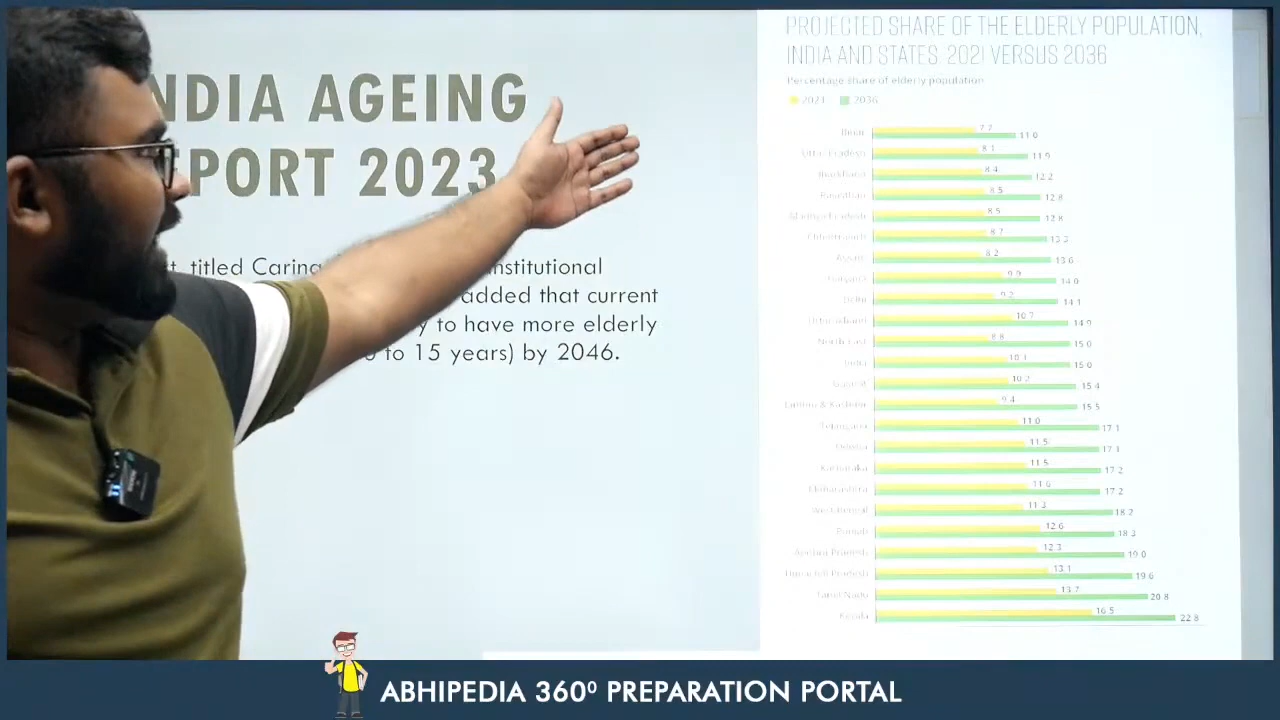 NDIA AGEING
PORT 2023
t, titled Caring
nstitutional
added that current
y to have more elderly
to 15 years) by 2046.
PROJECTED SHARE OF THE ELDERLY POPULATION,
INDIA AND STATES 2021 VERSUS 2036
Percentage share of elderly population
2021 2036
Bihar 7.7 11.0
Uttar Pradesh 8.1 11.9
Jharkhand 8.4 12.2
Rajasthan 8.5 12.8
Madhya Pradesh 8.5 12.8
Chhattisgarh 8.7 13.3
Assam 8.2 13.6
Haryana 9.9 14.0
Delhi 9.2 14.1
Uttarakhand 10.7 14.9
North East 8.8 15.0
India 10.1 15.0
Gujarat 10.2 15.4
Jammu & Kashmir 9.4 15.5
Telangana 11.0 17.1
Odisha 11.5 17.1
Karnataka 11.5 17.2
Maharashtra 11.6 17.2
West Bengal 11.3 18.2
Punjab 12.6 18.3
Andhra Pradesh 12.3 19.0
Himachal Pradesh 13.1 19.6
Tamil Nadu 13.7 20.8
Kerala 16.5 22.8
ABHIPEDIA 360⁰ PREPARATION PORTAL